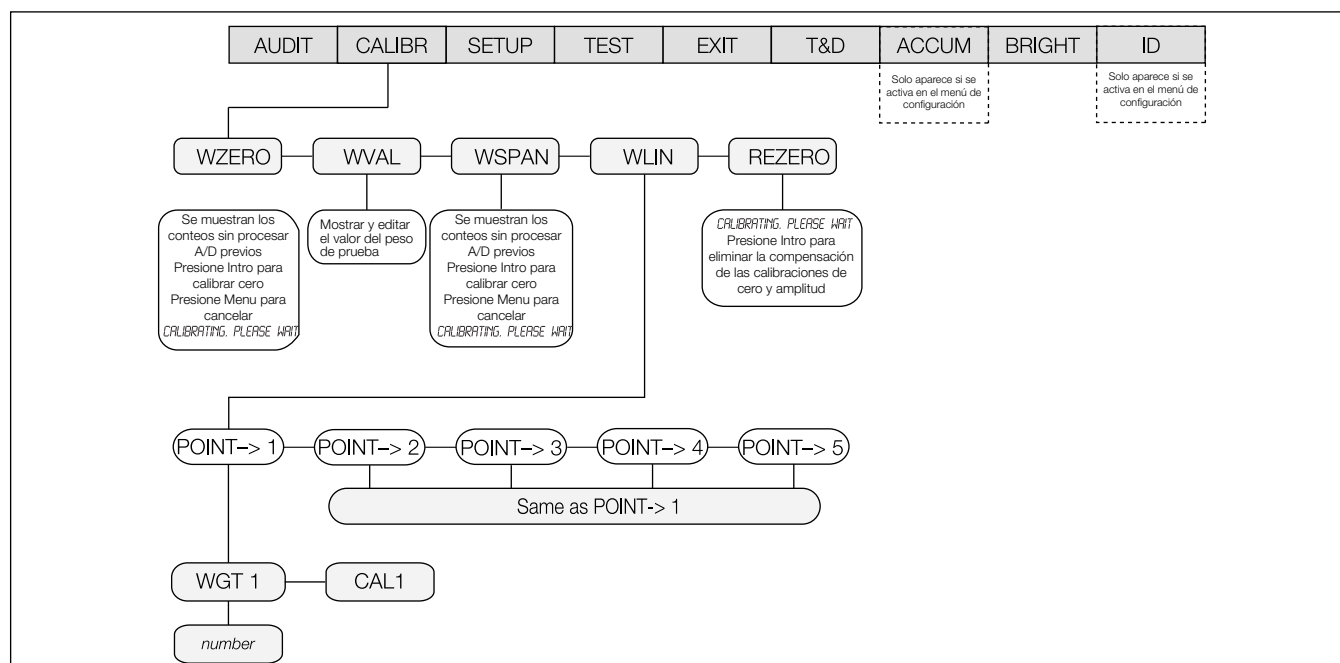 AUDIT CALIBR SETUP TEST EXIT T&D ACCUM BRIGHT ID
Solo aparece si se
activa en el menú de
configuración
Solo aparece si se
activa en el menú de
configuración
WZERO WVAL WSPAN WLIN REZERO
Se muestran los
conteos sin procesar
A/D previos
Presione Intro para
calibrar cero
Presione Menu para
cancelar
CALIBRATING. PLEASE WAIT
Mostrar y editar
el valor del peso
de prueba
Se muestran los
conteos sin procesar
A/D previos
Presione Intro para
calibrar cero
Presione Menu para
cancelar
CALIBRATING. PLEASE WAIT
CALIBRATING. PLEASE WAIT
Presione Intro para
eliminar la compensación
de las calibraciones de
cero y amplitud
POINT–> 1 POINT–> 2 POINT–> 3 POINT–> 4 POINT–> 5
Same as POINT-> 1
WGT 1 CAL1
number